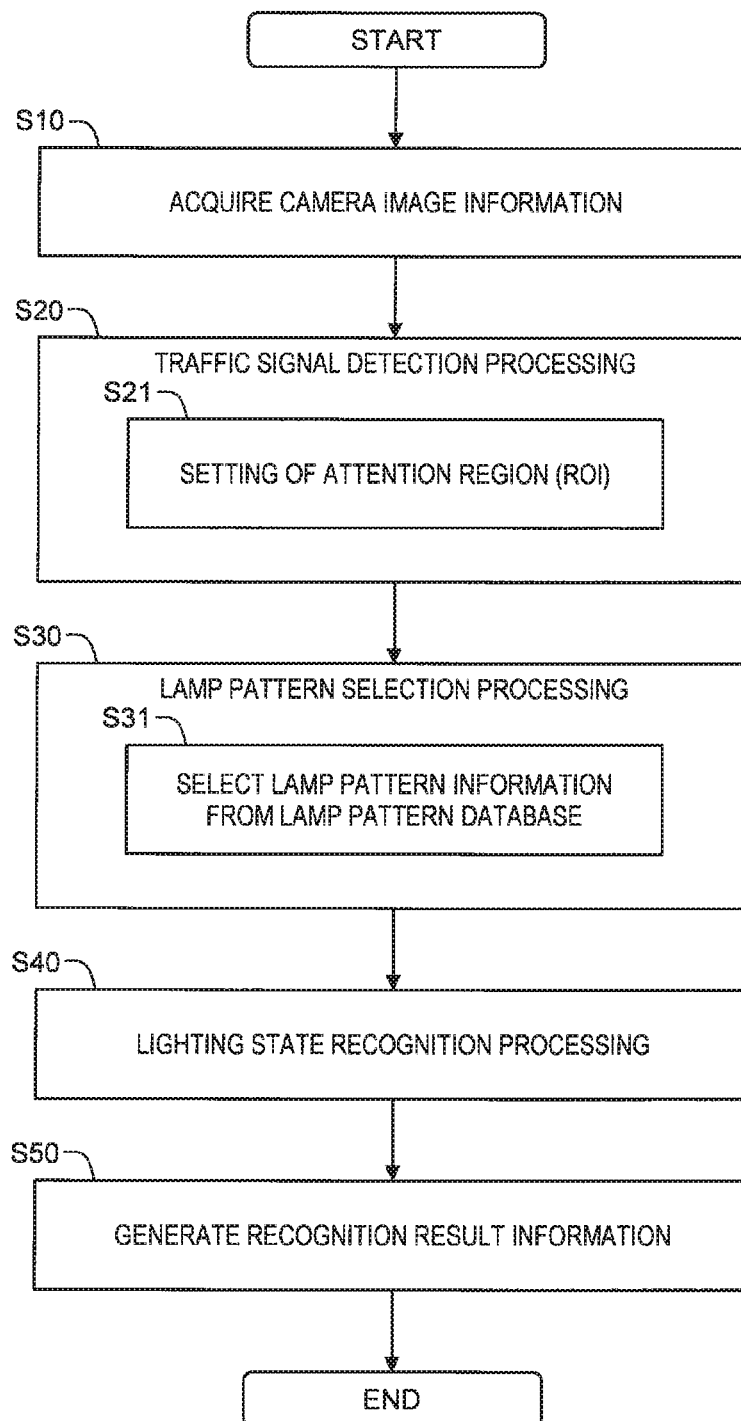 START
S10
ACQUIRE CAMERA IMAGE INFORMATION
S20
TRAFFIC SIGNAL DETECTION PROCESSING
S21
SETTING OF ATTENTION REGION (ROI)
S30
LAMP PATTERN SELECTION PROCESSING
S31
SELECT LAMP PATTERN INFORMATION
FROM LAMP PATTERN DATABASE
S40
LIGHTING STATE RECOGNITION PROCESSING
S50
GENERATE RECOGNITION RESULT INFORMATION
END